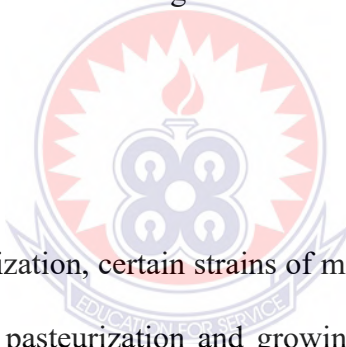 g
ization, certain strains of m
EDUCATION FOR SERVICE
pasteurization and growin